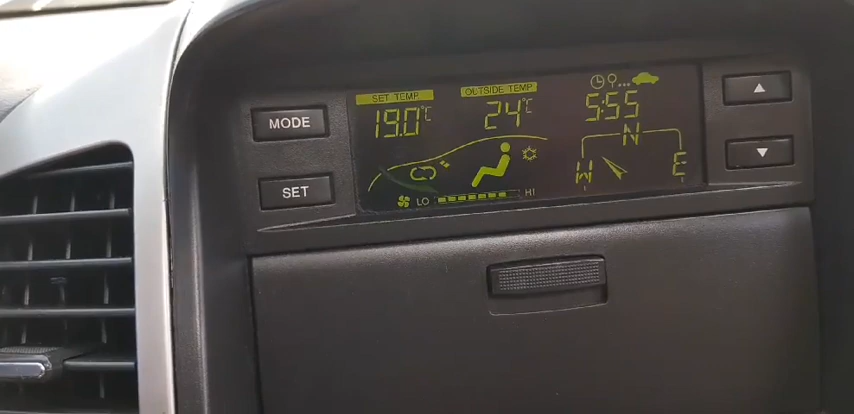 MODE
SET
SET TEMP
19.0°C
OUTSIDE TEMP
24°C
5:55
N
W E
LO HI